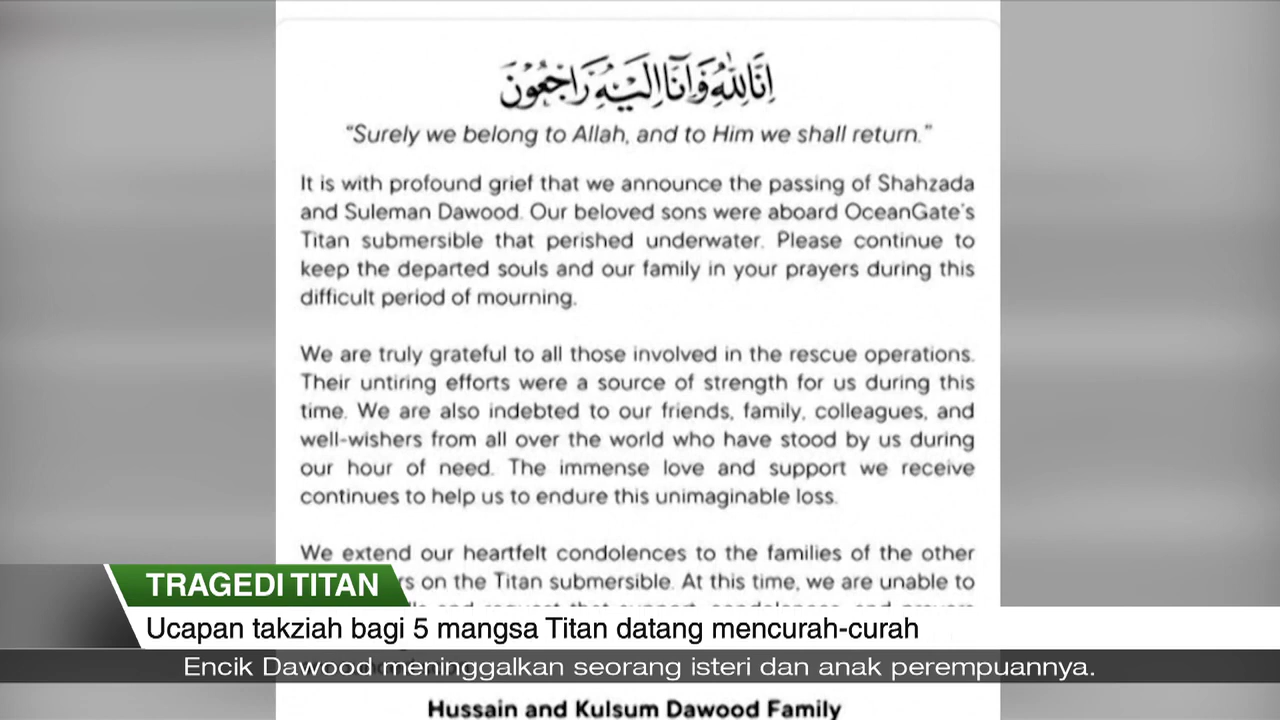 اِنَّا لِلّٰهِ وَاِنَّآ اِلَيْهِ رَاجِعُوْنَ
“Surely we belong to Allah, and to Him we shall return.”
It is with profound grief that we announce the passing of Shahzada
and Suleman Dawood. Our beloved sons were aboard OceanGate's
Titan submersible that perished underwater. Please continue to
keep the departed souls and our family in your prayers during this
difficult period of mourning.
We are truly grateful to all those involved in the rescue operations.
Their untiring efforts were a source of strength for us during this
time. We are also indebted to our friends, family, colleagues, and
well-wishers from all over the world who have stood by us during
our hour of need. The immense love and support we receive
continues to help us to endure this unimaginable loss.
We extend our heartfelt condolences to the families of the other
on the Titan submersible. At this time, we are unable to
TRAGEDI TITAN
Ucapan takziah bagi 5 mangsa Titan datang mencurah-curah
Encik Dawood meninggalkan seorang isteri dan anak perempuannya.
Hussain and Kulsum Dawood Family